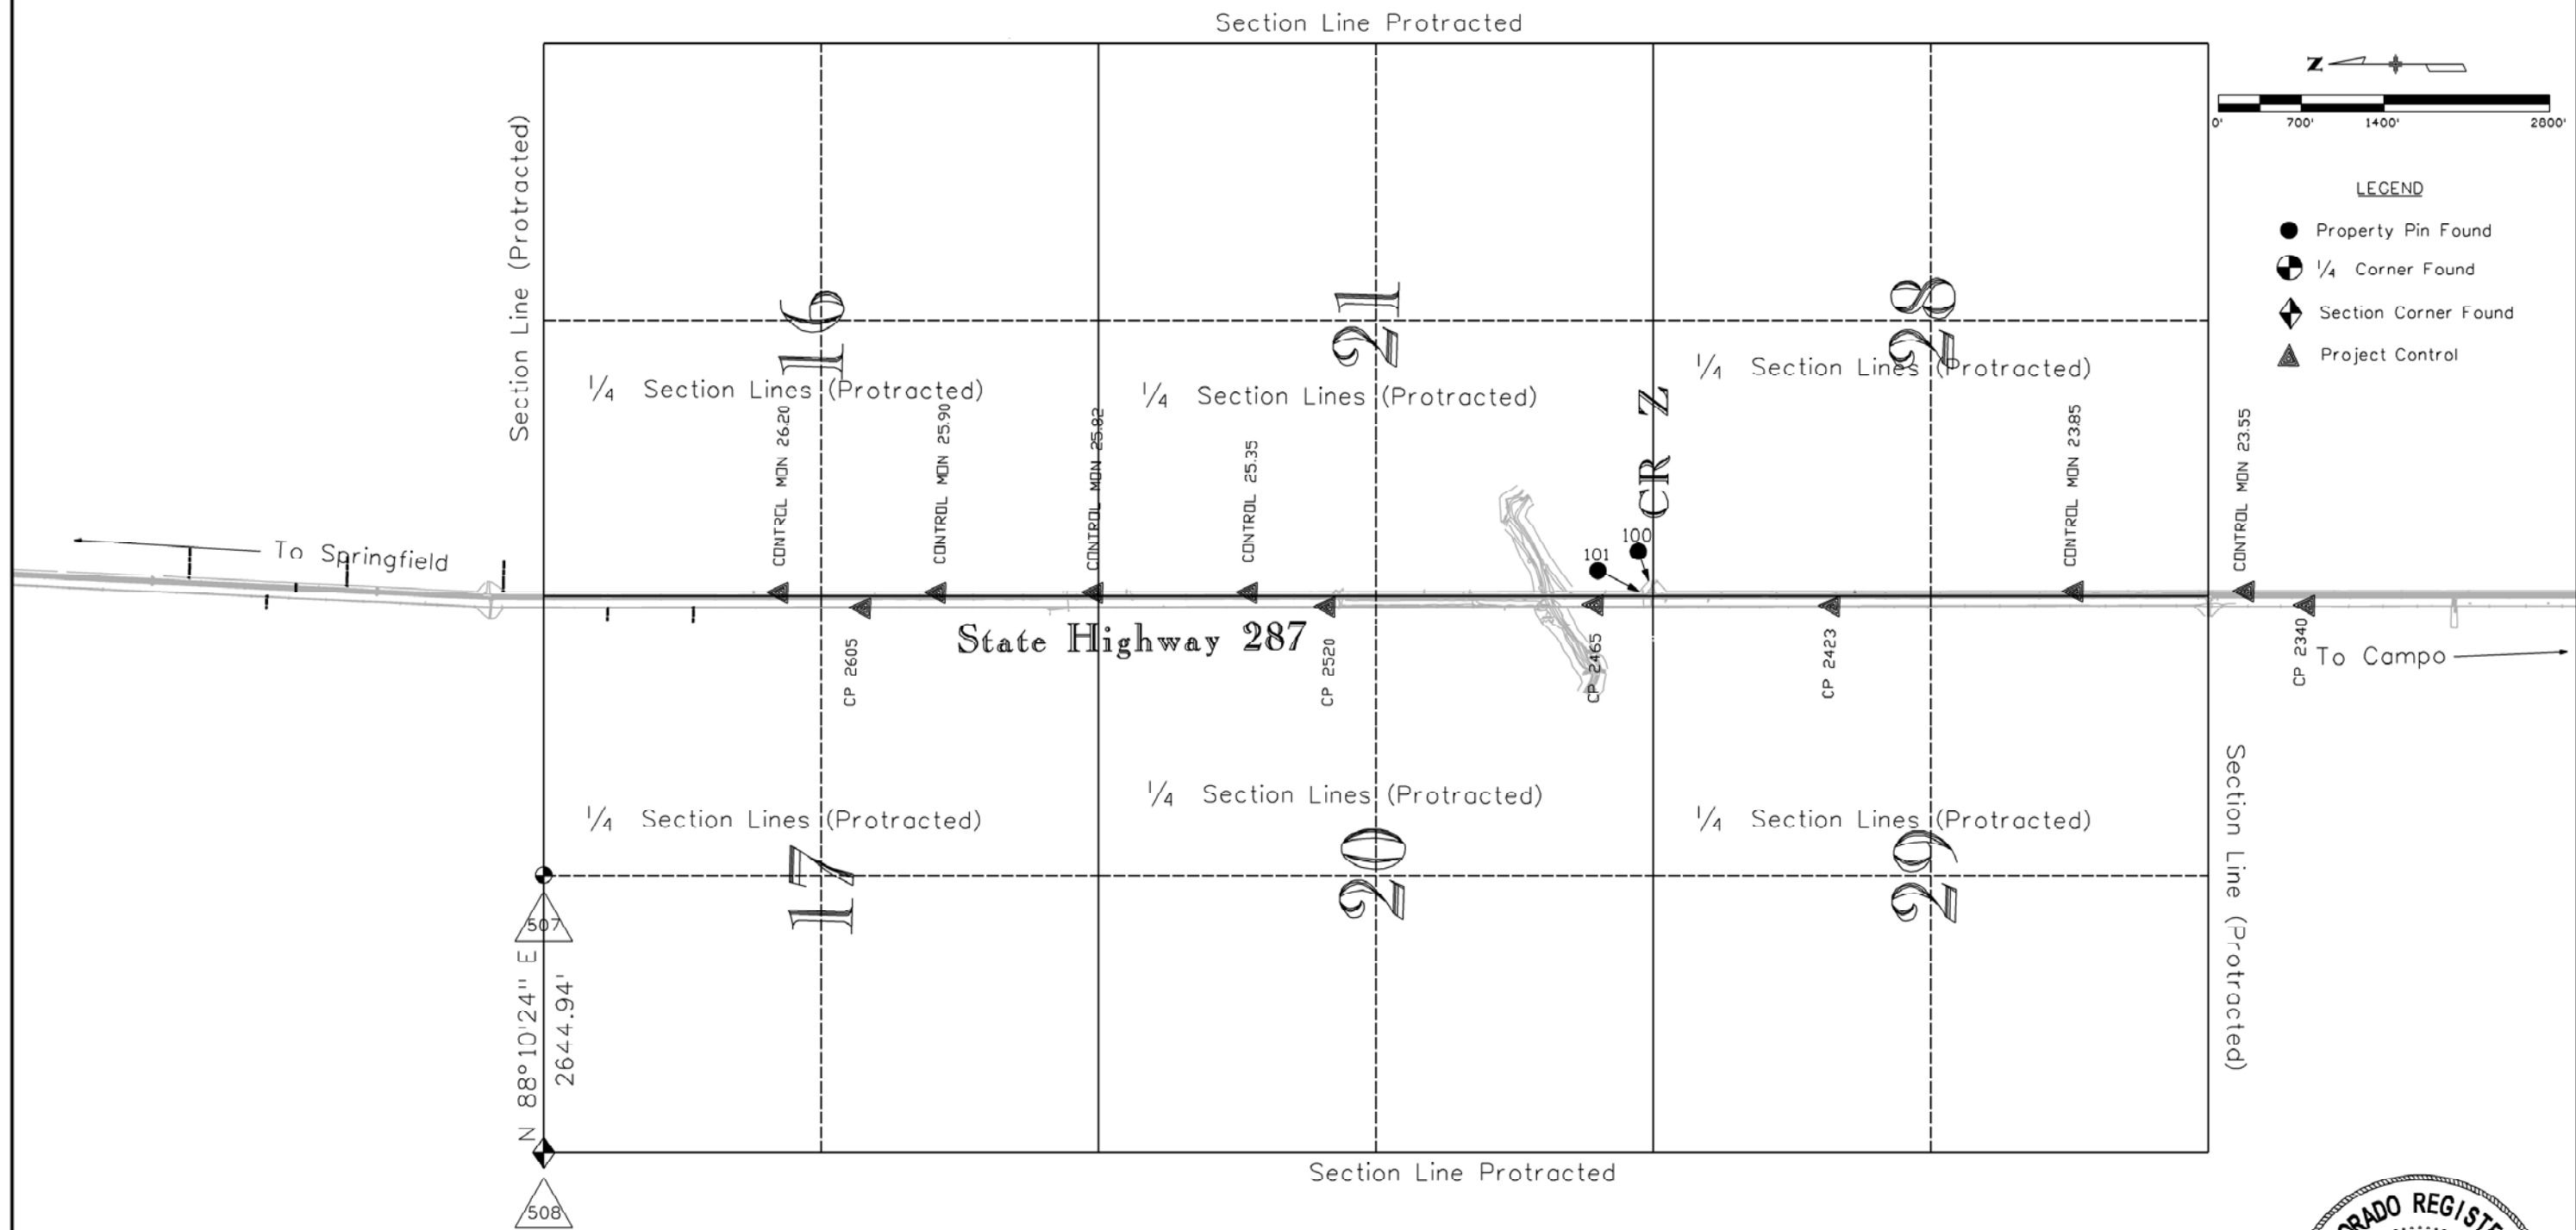 Section Line Protracted
N
0' 700' 1400' 2800'
LEGEND
Property Pin Found
1/4 Corner Found
Section Corner Found
Project Control
Section Line (Protracted)
16
21
28
1/4 Section Lines (Protracted)
1/4 Section Lines (Protracted)
1/4 Section Lines (Protracted)
CONTROL MON 26.20
CONTROL MON 25.90
CONTROL MON 25.82
CONTROL 25.35
CR Z
CONTROL MON 23.85
CONTROL MON 23.55
101
100
To Springfield
State Highway 287
CP 2605
CP 2520
CP 2465
CP 2423
CP 2340
To Campo
1/4 Section Lines (Protracted)
1/4 Section Lines (Protracted)
1/4 Section Lines (Protracted)
17
20
29
Section Line (Protracted)
507
N 88°10'24" E
2644.94'
Section Line Protracted
508